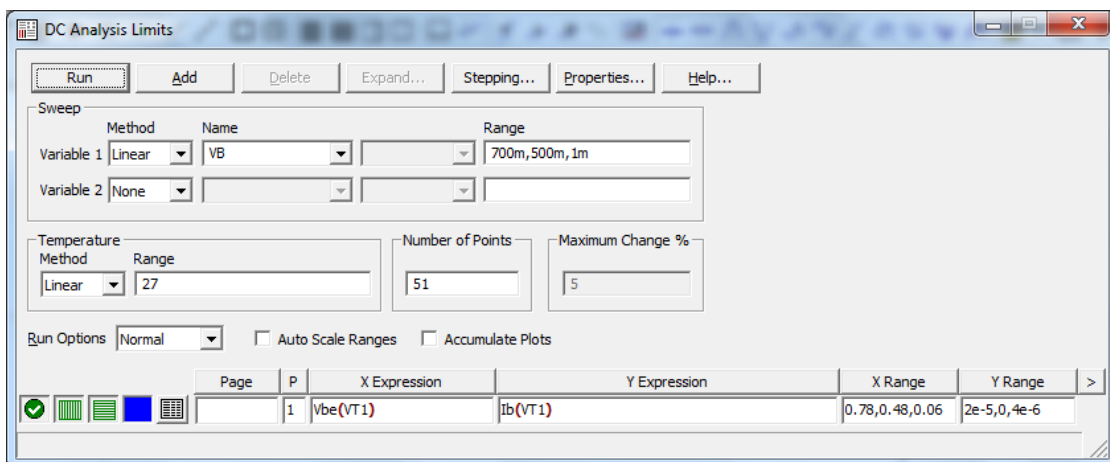 DC Analysis Limits
Run Add Delete Expand... Stepping... Properties... Help...
Sweep
Method Name Range
Variable 1 Linear VB 700m,500m,1m
Variable 2 None
Temperature Number of Points Maximum Change %
Method Range
Linear 27 51 5
Run Options Normal Auto Scale Ranges Accumulate Plots
Page P X Expression Y Expression X Range Y Range >
1 Vbe(VT1) Ib(VT1) 0.78,0.48,0.06 2e-5,0,4e-6